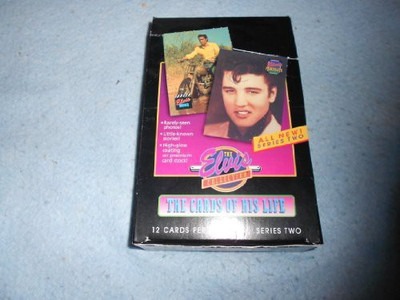 • Rarely-seen
photos!
• Little-known
stories!
• High-gloss
coating
on premium
card stock!
ALL NEW!
SERIES TWO
THE
Elvis
COLLECTION
THE CARDS OF HIS LIFE
12 CARDS PER SERIES TWO